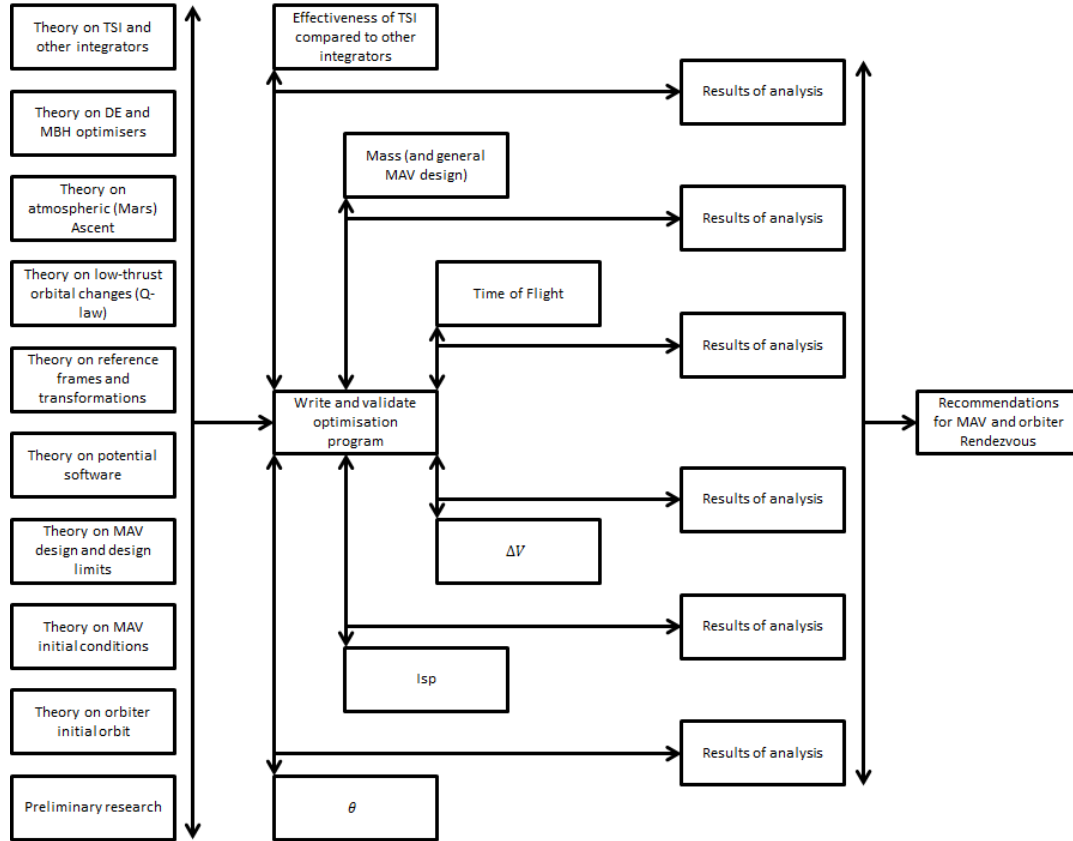 Theory on TSI and
other integrators
Theory on DE and
MBH optimisers
Theory on
atmospheric (Mars)
Ascent
Theory on low-thrust
orbital changes (Q-
law)
Theory on reference
frames and
transformations
Theory on potential
software
Theory on MAV
design and design
limits
Theory on MAV
initial conditions
Theory on orbiter
initial orbit
Preliminary research
Effectiveness of TSI
compared to other
integrators
Mass (and general
MAV design)
Time of Flight
Write and validate
optimisation
program
ΔV
Isp
θ
Results of analysis
Results of analysis
Results of analysis
Results of analysis
Results of analysis
Results of analysis
Recommendations
for MAV and orbiter
Rendezvous